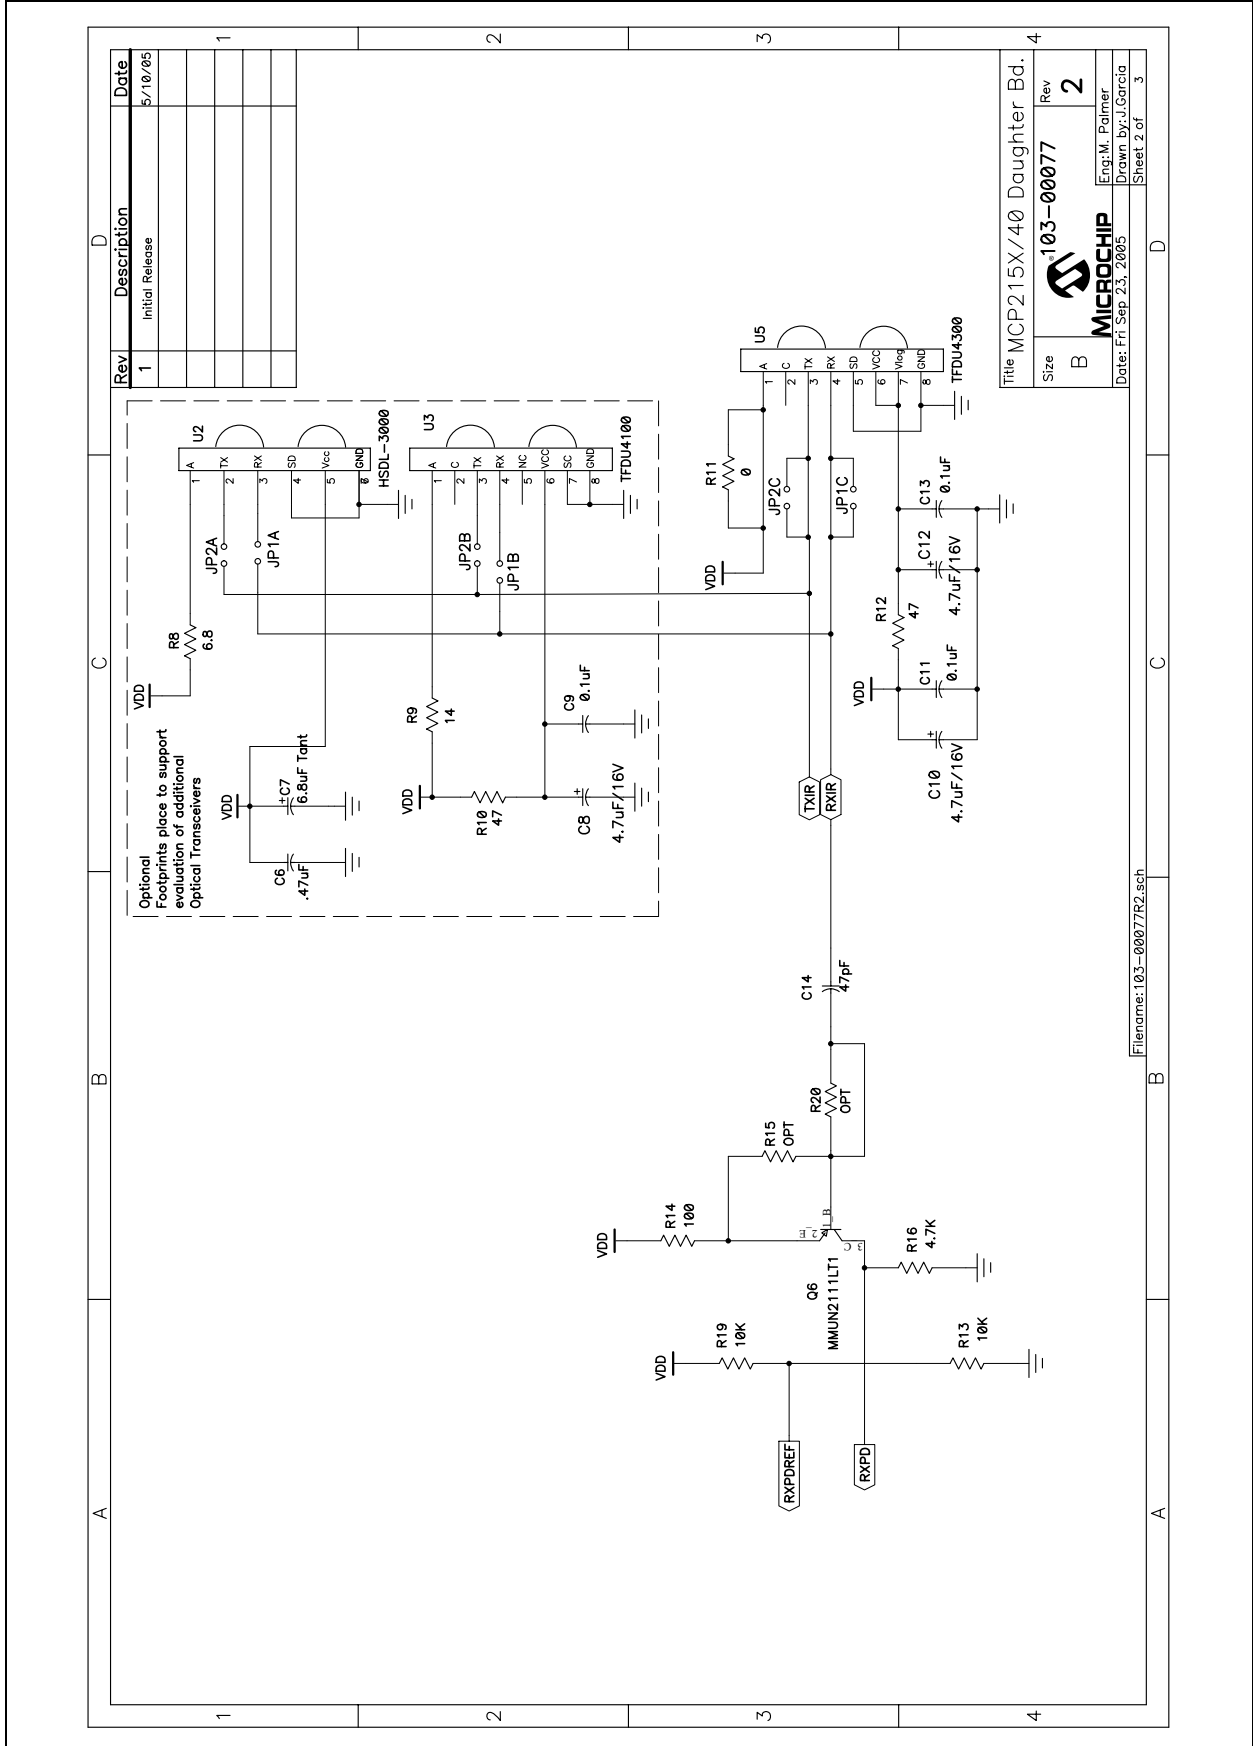 A
B
C
D
1
2
3
4
A
B
C
D
1
2
3
4
Rev Description Date
1 Initial Release 5/10/05
Optional
Footprints place to support
evaluation of additional
Optical Transceivers
VDD
R8
6.8
JP2A
JP1A
U2
A
TX
RX
SD
Vcc
GND
1
2
3
4
5
HSDL-3000
VDD
C6
.47uF
+
C7
6.8uF Tant
VDD
R9
14
R10
47
C8
+
4.7uF/16V
C9
0.1uF
JP2B
JP1B
U3
A
C
TX
RX
NC
VCC
SC
GND
1
2
3
4
5
6
7
8
TFDU4100
VDD
R11
0
JP2C
JP1C
U5
A
C
TX
RX
SD
VCC
Vlog
GND
1
2
3
4
5
6
7
8
TFDU4300
TXIR
RXIR
VDD
C10
+
4.7uF/16V
C11
0.1uF
R12
47
+
C12
4.7uF/16V
C13
0.1uF
C14
47pF
R20
OPT
R15
OPT
VDD
R14
100
2 E
1 B
3 C
Q6
MMUN2111LT1
R16
4.7K
VDD
R19
10K
R13
10K
RXPDREF
RXPD
Title MCP215X/40 Daughter Bd.
Size
B
103-00077
Rev
2
®
MICROCHIP
Eng:M. Palmer
Drawn by:J.Garcia
Date: Fri Sep 23, 2005
Sheet 2 of 3
Filename:103-00077R2.sch